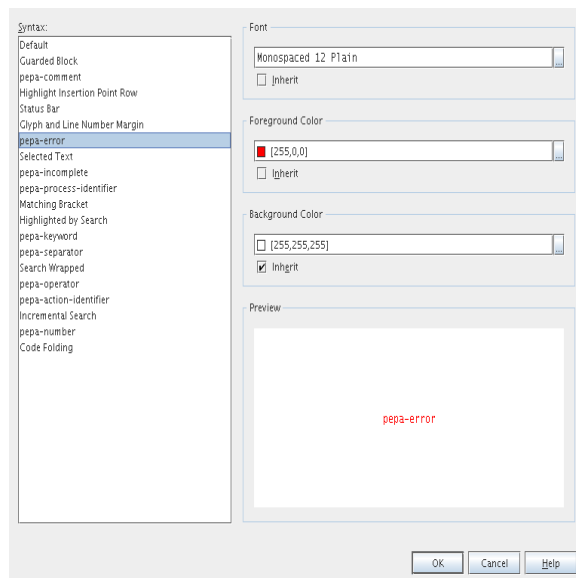 Syntax:
Default
Guarded Block
pepa-comment
Highlight Insertion Point Row
Status Bar
Glyph and Line Number Margin
pepa-error
Selected Text
pepa-incomplete
pepa-process-identifier
Matching Bracket
Highlighted by Search
pepa-keyword
pepa-separator
Search Wrapped
pepa-operator
pepa-action-identifier
Incremental Search
pepa-number
Code Folding
Font
Monospaced 12 Plain
...
Inherit
Foreground Color
[255,0,0]
...
Inherit
Background Color
[255,255,255]
...
Inherit
Preview
pepa-error
OK
Cancel
Help